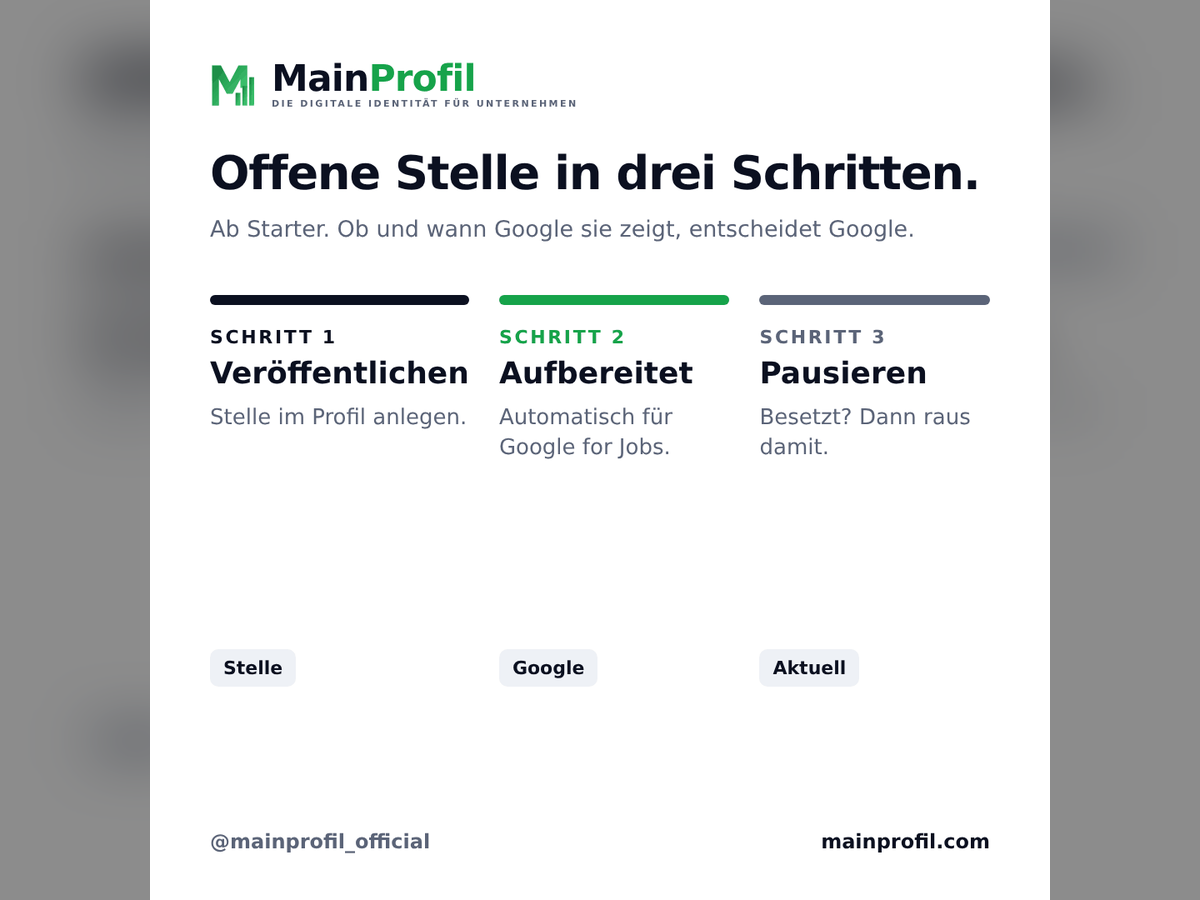 MainProfil
DIE DIGITALE IDENTITÄT FÜR UNTERNEHMEN
Offene Stelle in drei Schritten.
Ab Starter. Ob und wann Google sie zeigt, entscheidet Google.
SCHRITT 1
Veröffentlichen
Stelle im Profil anlegen.
Stelle
SCHRITT 2
Aufbereitet
Automatisch für
Google for Jobs.
Google
SCHRITT 3
Pausieren
Besetzt? Dann raus
damit.
Aktuell
@mainprofil_official
mainprofil.com